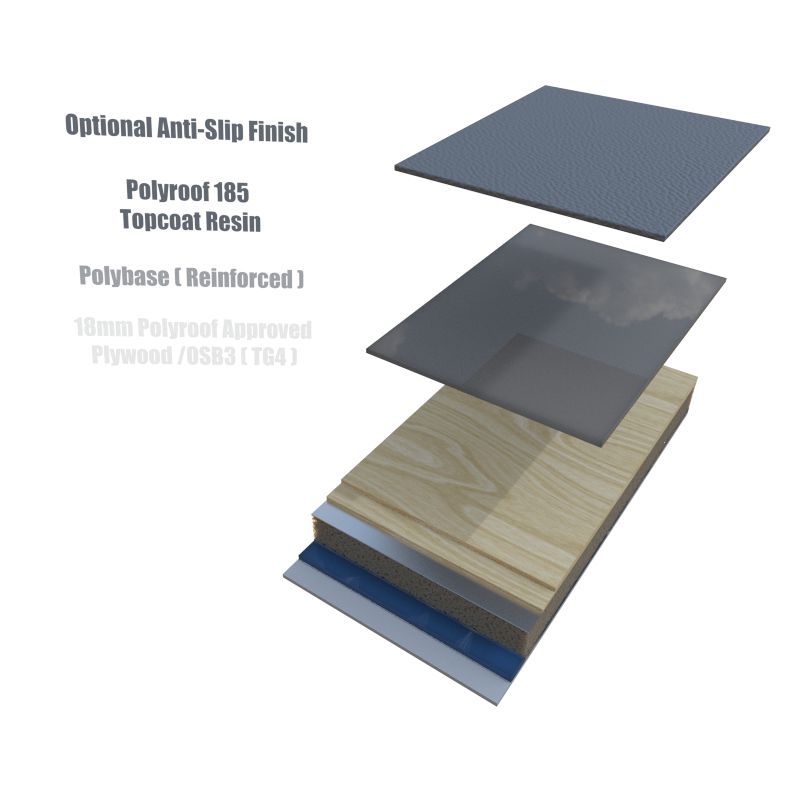 Optional Anti-Slip Finish
Polyroof 185
Topcoat Resin
Polybase ( Reinforced )
18mm Polyroof Approved
Plywood /OSB3 ( TG4 )